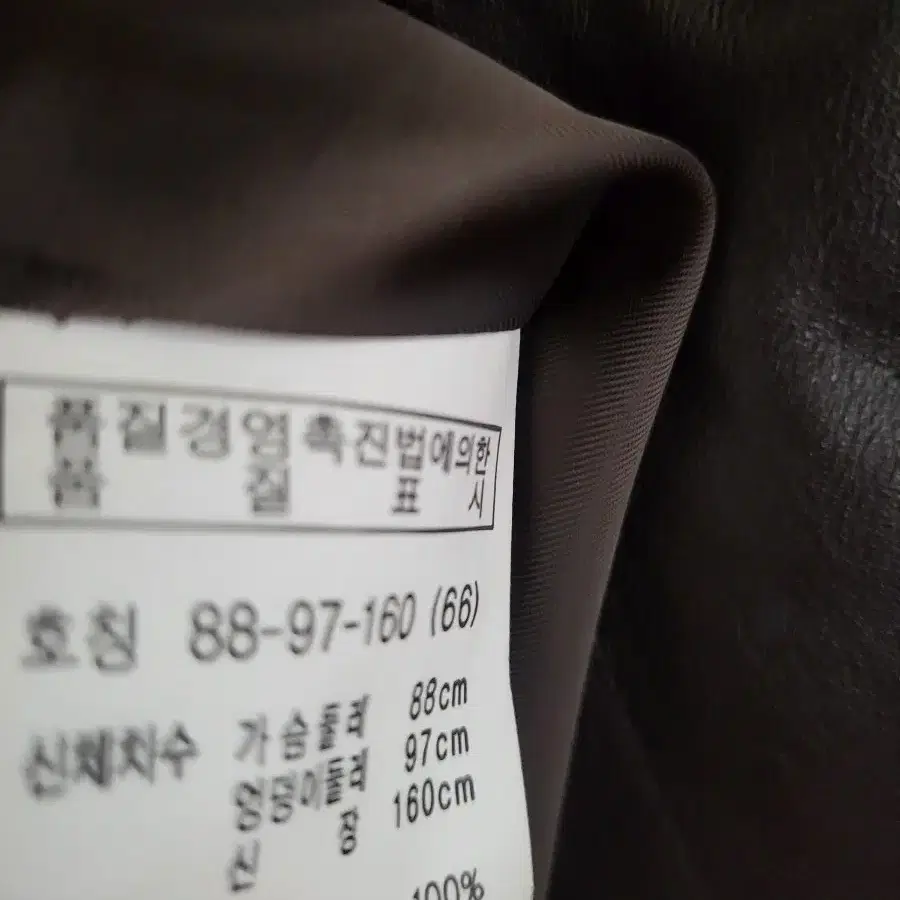 품질경영촉진법에의한
품질표시
호칭 88-97-160 (66)
신체치수 가슴둘레 88cm
엉덩이둘레 97cm
신장 160cm
100%